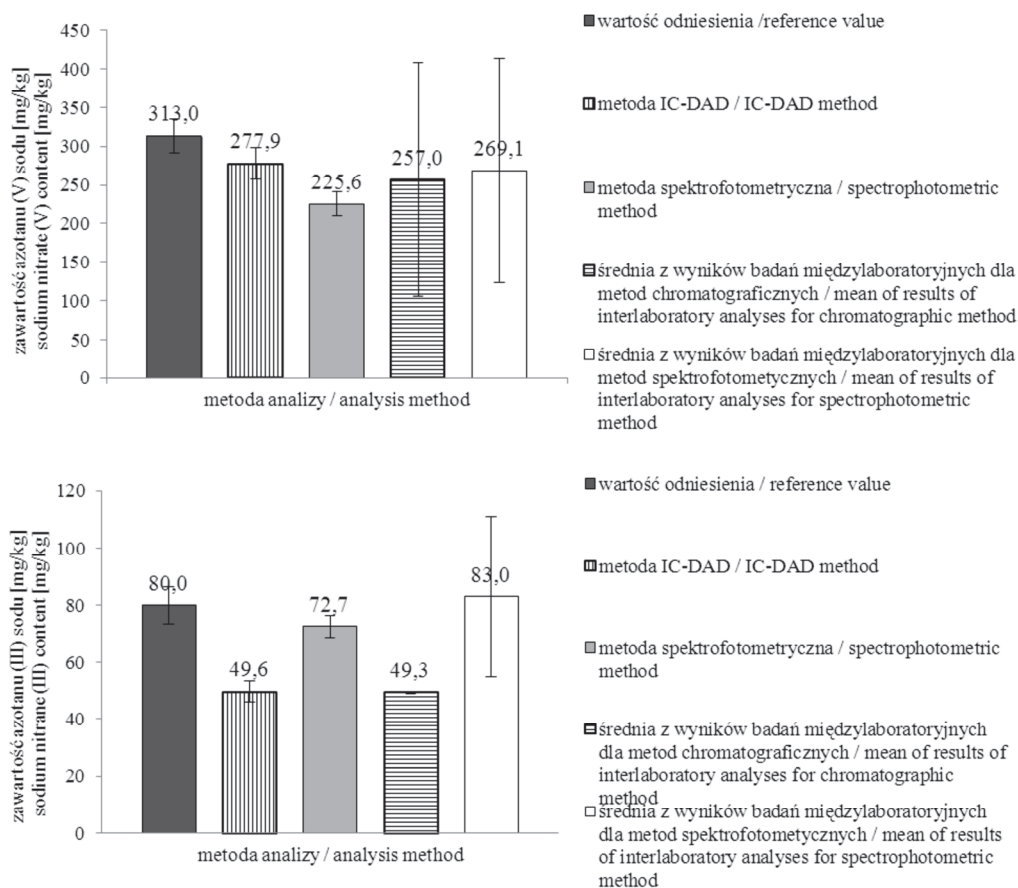 zawartość azotanu (V) sodu [mg/kg]
sodium nitrate (V) content [mg/kg]
450
400
350
300
250
200
150
100
50
0
313,0
277,9
225,6
257,0
269,1
metoda analizy / analysis method
wartość odniesienia /reference value
metoda IC-DAD / IC-DAD method
metoda spektrofotometryczna / spectrophotometric
method
średnia z wyników badań międzylaboratoryjnych dla
metod chromatograficznych / mean of results of
interlaboratory analyses for chromatographic method
średnia z wyników badań międzylaboratoryjnych dla
metod spektrofotometycznych / mean of results of
interlaboratory analyses for spectrophotometric
method
zawartość azotanu (III) sodu [mg/kg]
sodium nitrane (III) content [mg/kg]
120
100
80
60
40
20
0
80,0
49,6
72,7
49,3
83,0
metoda analizy / analysis method
wartość odniesienia / reference value
metoda IC-DAD / IC-DAD method
metoda spektrofotometryczna / spectrophotometric
method
średnia z wyników badań międzylaboratoryjnych
dla metod chromatograficznych / mean of results of
interlaboratory analyses for chromatographic
method
średnia z wyników badań międzylaboratoryjnych
dla metod spektrofotometycznych / mean of results
of interlaboratory analyses for spectrophotometric
method